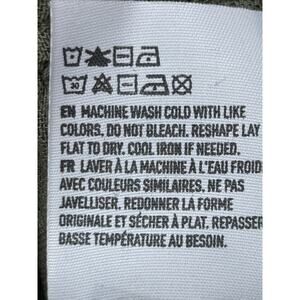 30
EN MACHINE WASH COLD WITH LIKE
COLORS, DO NOT BLEACH. RESHAPE LAY
FLAT TO DRY. COOL IRON IF NEEDED.
FR LAVER À LA MACHINE À L'EAU FROID
AVEC COULEURS SIMILAIRES. NE PAS
JAVELLISER. REDONNER LA FORME
ORIGINALE ET SÉCHER À PLAT. REPASSER
BASSE TEMPÉRATURE AU BESOIN.